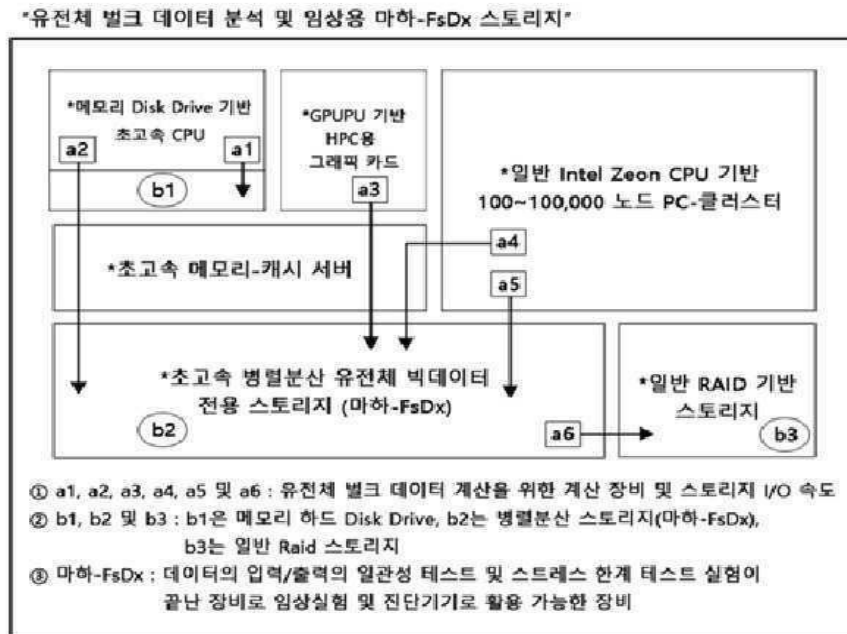 "유전체 벌크 데이터 분석 및 임상용 마하-FsDx 스토리지"
*메모리 Disk Drive 기반
초고속 CPU
a2
a1
b1
*GPUPU 기반
HPC용
그래픽 카드
a3
*일반 Intel Zeon CPU 기반
100~100,000 노드 PC-클러스터
a4
a5
*초고속 메모리-캐시 서버
*초고속 병렬분산 유전체 빅데이터
전용 스토리지 (마하-FsDx)
b2
a6
*일반 RAID 기반
스토리지
b3
① a1, a2, a3, a4, a5 및 a6 : 유전체 벌크 데이터 계산을 위한 계산 장비 및 스토리지 I/O 속도
② b1, b2 및 b3 : b1은 메모리 하드 Disk Drive, b2는 병렬분산 스토리지(마하-FsDx),
b3는 일반 Raid 스토리지
③ 마하-FsDx : 데이터의 입력/출력의 일관성 테스트 및 스트레스 한계 테스트 실험이
끝난 장비로 임상실험 및 진단기기로 활용 가능한 장비